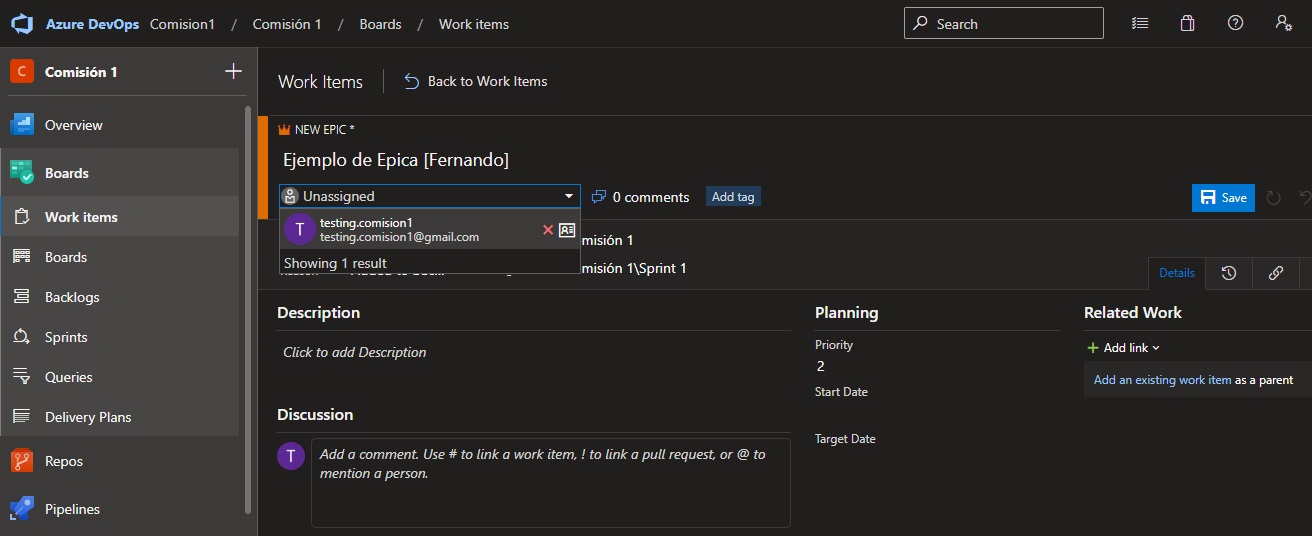 Azure DevOps Comision1 / Comisión 1 / Boards / Work items
Search
C Comisión 1
Overview
Boards
Work items
Boards
Backlogs
Sprints
Queries
Delivery Plans
Repos
Pipelines
Work Items
Back to Work Items
NEW EPIC *
Ejemplo de Epica [Fernando]
Unassigned
0 comments
Add tag
Save
T testing.comision1
testing.comision1@gmail.com
Showing 1 result
misión 1
misión 1\Sprint 1
Details
Description
Click to add Description
Discussion
T
Add a comment. Use # to link a work item, ! to link a pull request, or @ to
mention a person.
Planning
Priority
2
Start Date
Target Date
Related Work
Add link
Add an existing work item as a parent